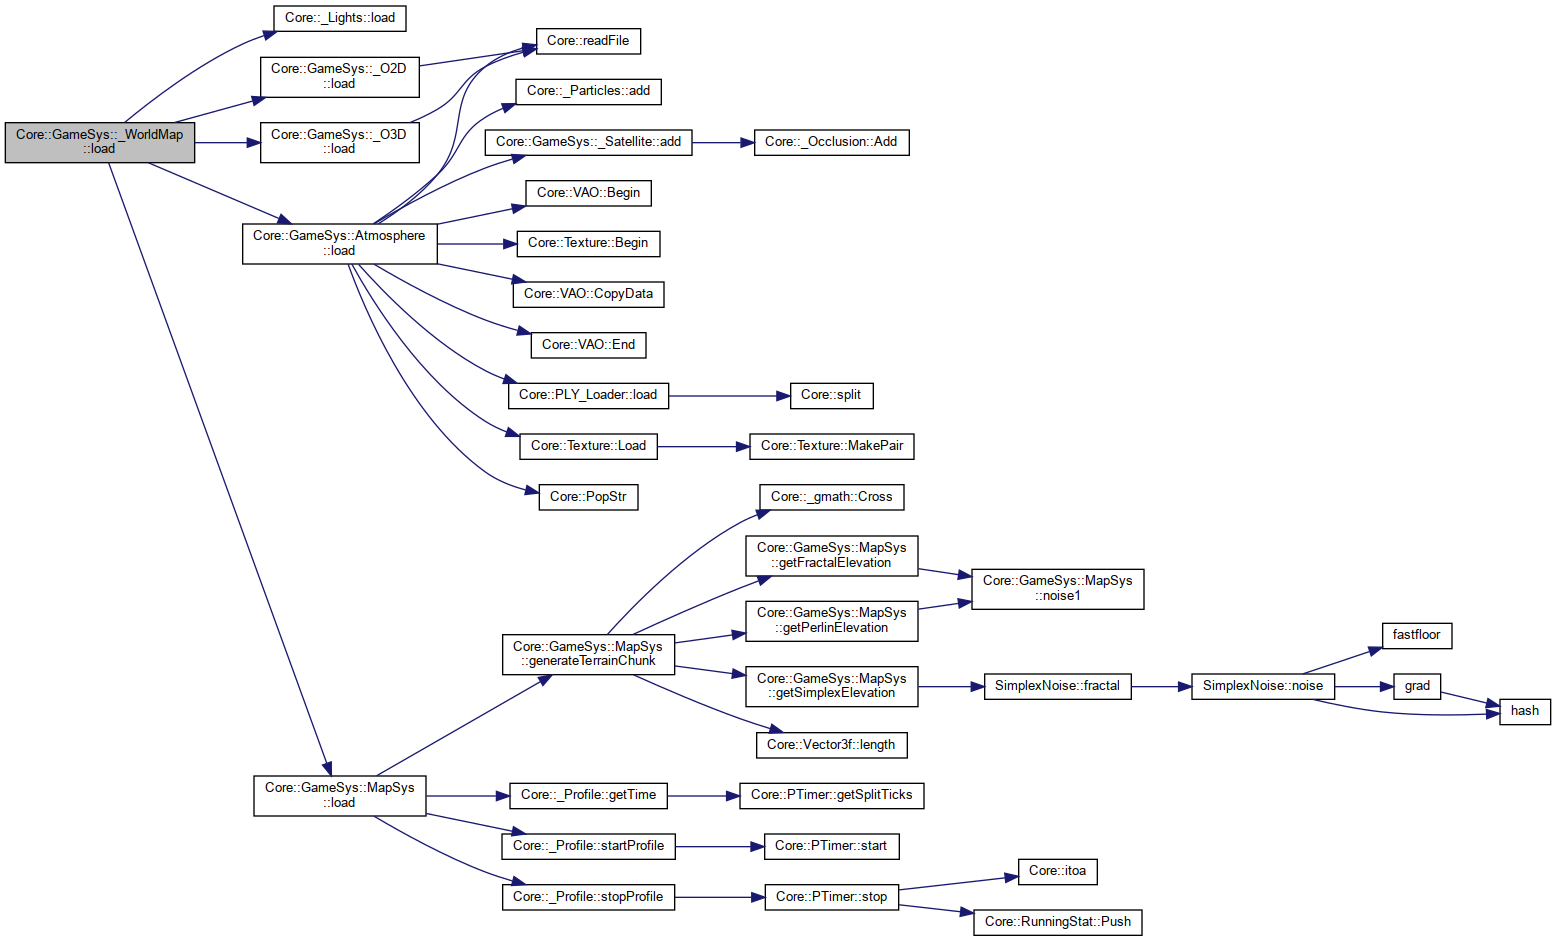 Core::_Lights::load
Core::readFile
Core::GameSys::_O2D
::load
Core::_Particles::add
Core::GameSys::_WorldMap
::load
Core::GameSys::_O3D
::load
Core::GameSys::_Satellite::add
Core::_Occlusion::Add
Core::VAO::Begin
Core::GameSys::Atmosphere
::load
Core::Texture::Begin
Core::VAO::CopyData
Core::VAO::End
Core::PLY_Loader::load
Core::split
Core::Texture::Load
Core::Texture::MakePair
Core::PopStr
Core::_gmath::Cross
Core::GameSys::MapSys
::getFractalElevation
Core::GameSys::MapSys
::noise1
Core::GameSys::MapSys
::getPerlinElevation
Core::GameSys::MapSys
::generateTerrainChunk
fastfloor
Core::GameSys::MapSys
::getSimplexElevation
SimplexNoise::fractal
SimplexNoise::noise
grad
hash
Core::Vector3f::length
Core::GameSys::MapSys
::load
Core::_Profile::getTime
Core::PTimer::getSplitTicks
Core::_Profile::startProfile
Core::PTimer::start
Core::_Profile::stopProfile
Core::PTimer::stop
Core::itoa
Core::RunningStat::Push